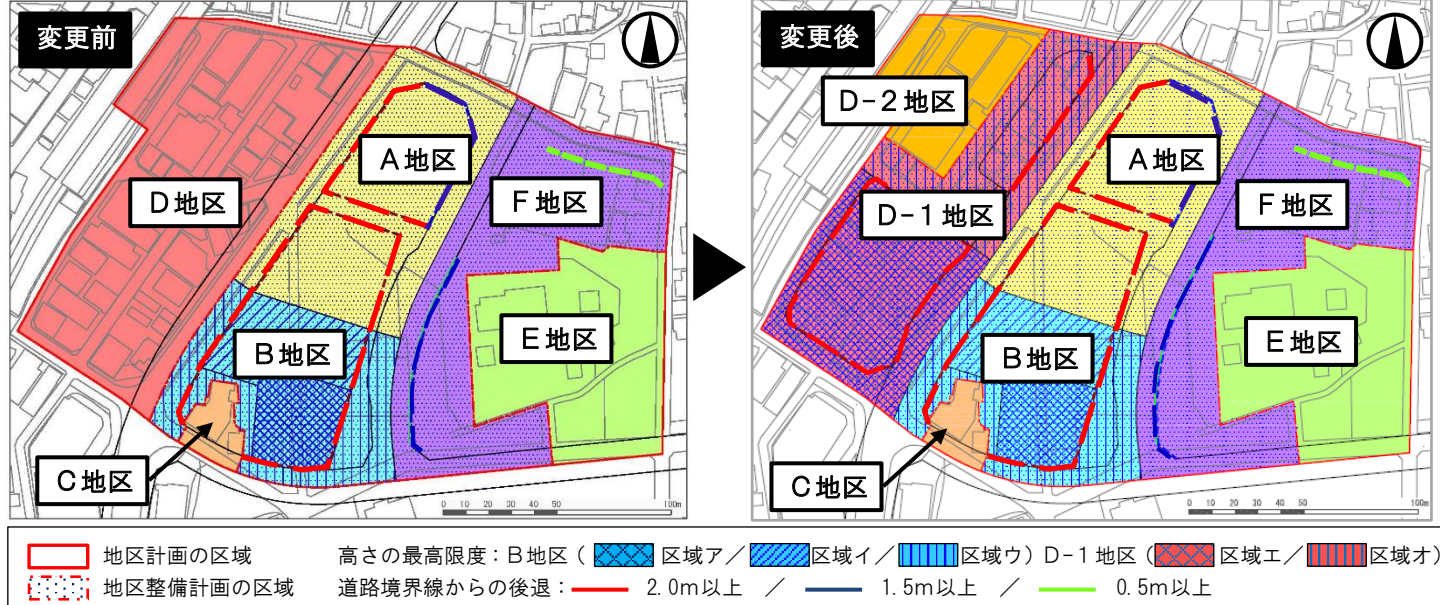 変更前
A地区
D地区
F地区
B地区
E地区
C地区
0 10 20 30 40 50 100m
変更後
D-2地区
A地区
D-1地区
F地区
B地区
E地区
C地区
0 10 20 30 40 50 100m
地区計画の区域 高さの最高限度：B地区（ 区域ア／ 区域イ／ 区域ウ）D-1地区（ 区域エ／ 区域オ）
地区整備計画の区域 道路境界線からの後退： 2.0m以上 ／ 1.5m以上 ／ 0.5m以上